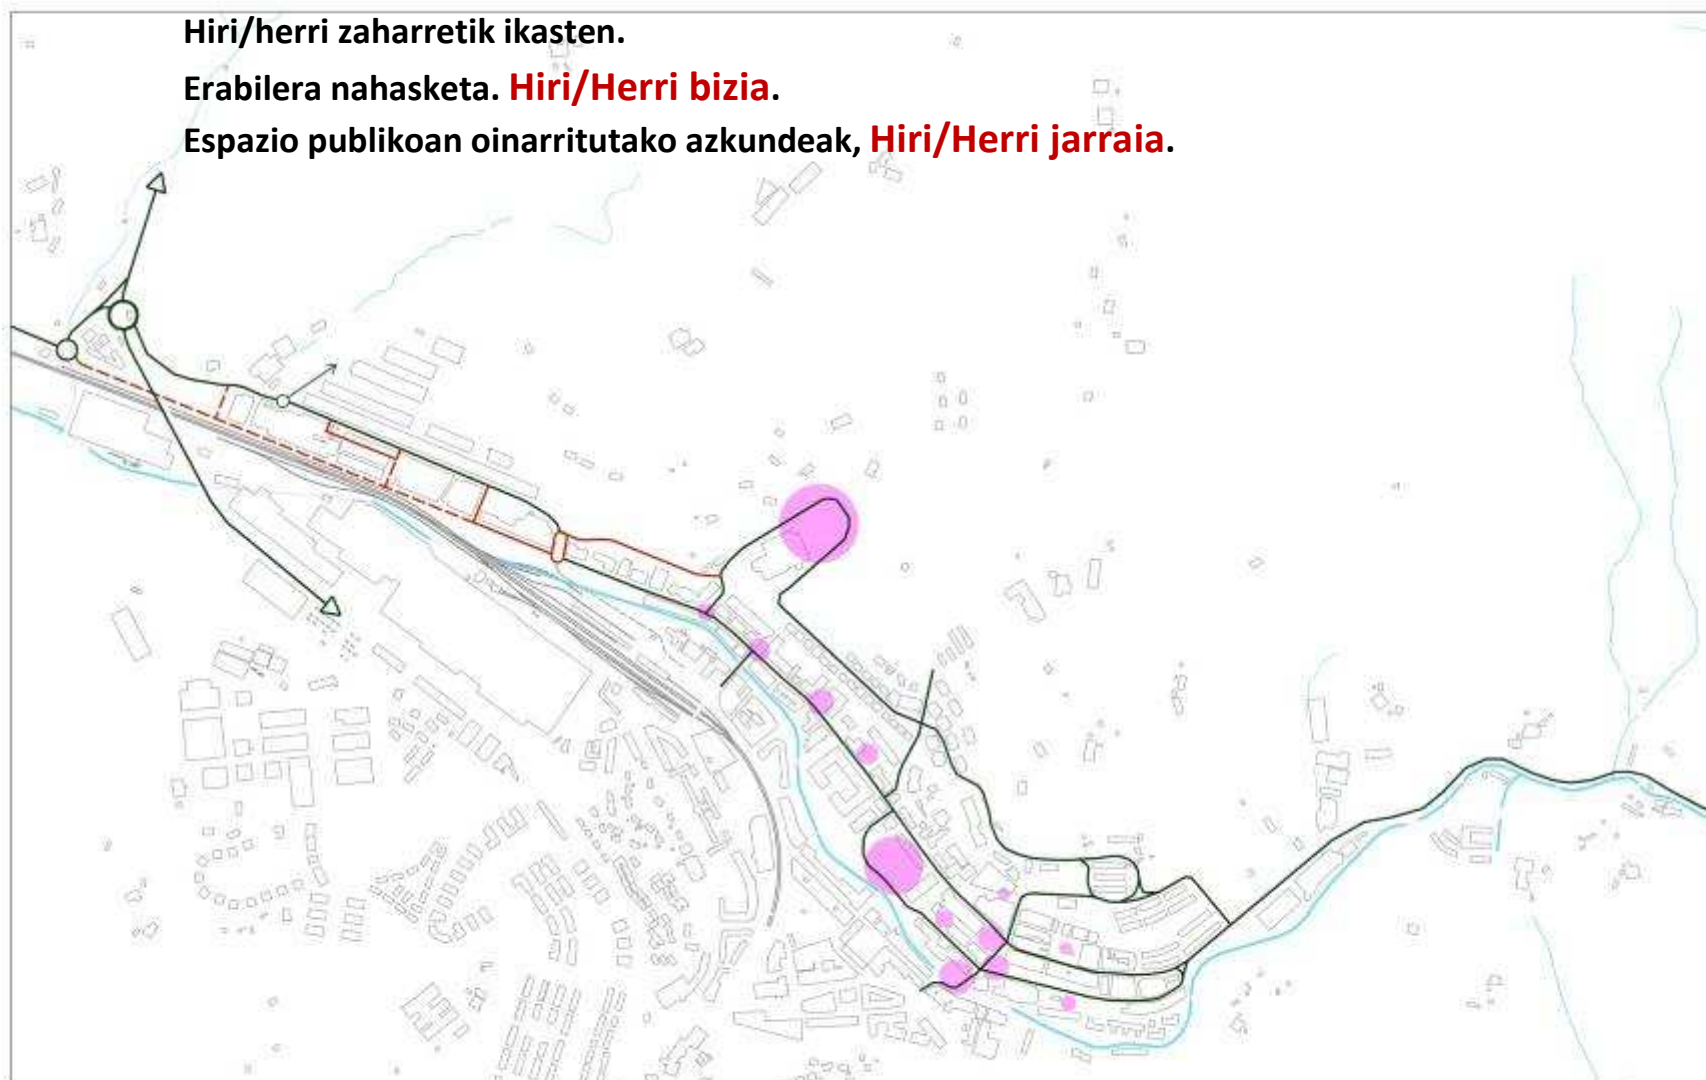 Hiri/herri zaharretik ikasten.
Erabilera nahasketa. Hiri/Herri bizia.
Espazio publikoan oinarritutako azkundeak, Hiri/Herri jarraia.